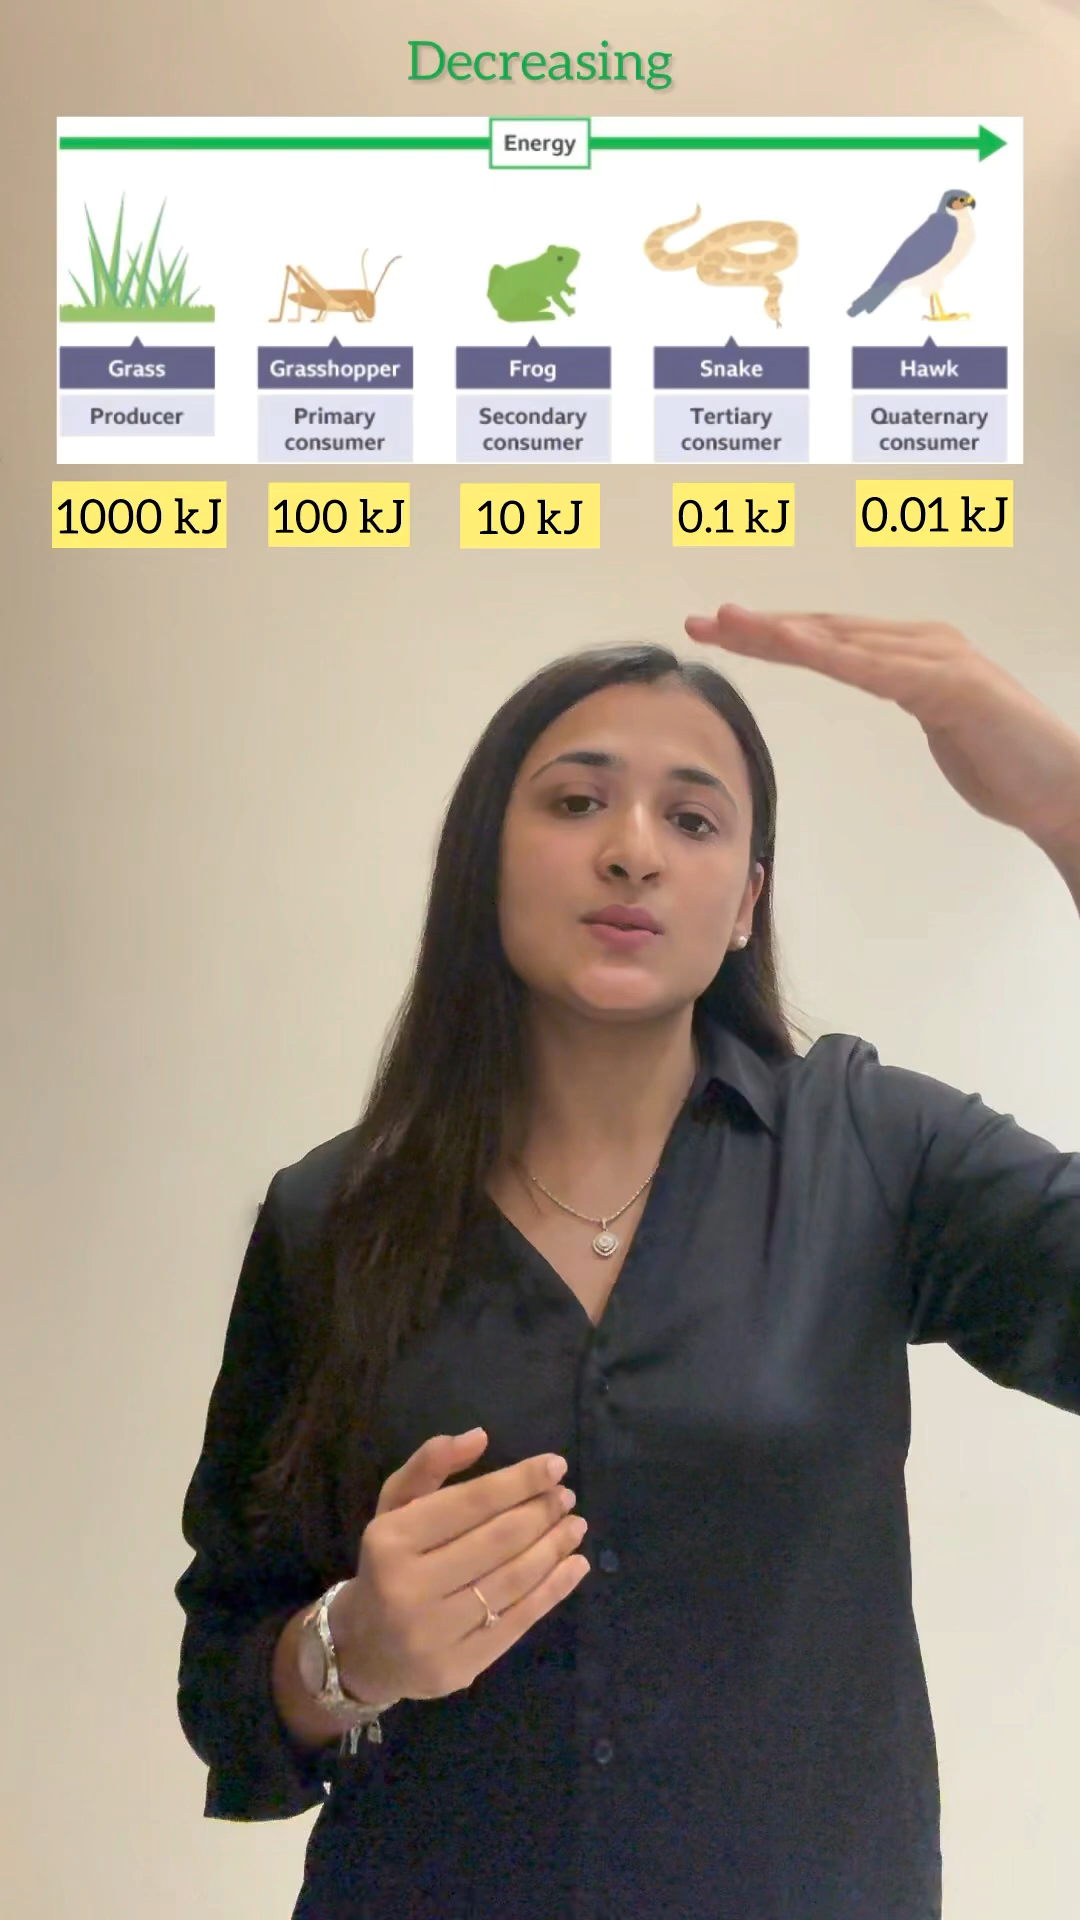 Decreasing
Energy
Grass
Grasshopper
Frog
Snake
Hawk
Producer
Primary
consumer
Secondary
consumer
Tertiary
consumer
Quaternary
consumer
1000 kJ
100 kJ
10 kJ
0.1 kJ
0.01 kJ